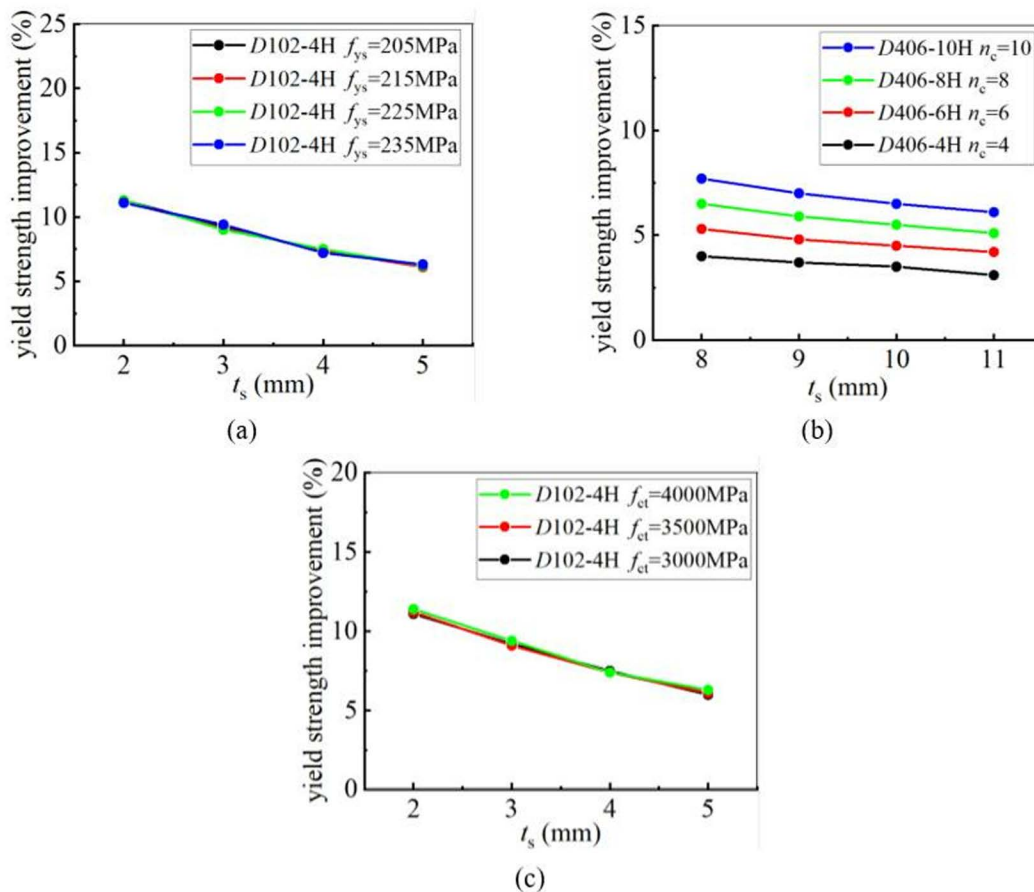 yield strength improvement (%)
25
20
15
10
5
0
D102-4H fys=205MPa
D102-4H fys=215MPa
D102-4H fys=225MPa
D102-4H fys=235MPa
2 3 4 5
ts (mm)
(a)
yield strength improvement (%)
15
10
5
0
D406-10H nc=10
D406-8H nc=8
D406-6H nc=6
D406-4H nc=4
8 9 10 11
ts (mm)
(b)
yield strength improvement (%)
20
15
10
5
0
D102-4H fct=4000MPa
D102-4H fct=3500MPa
D102-4H fct=3000MPa
2 3 4 5
ts (mm)
(c)